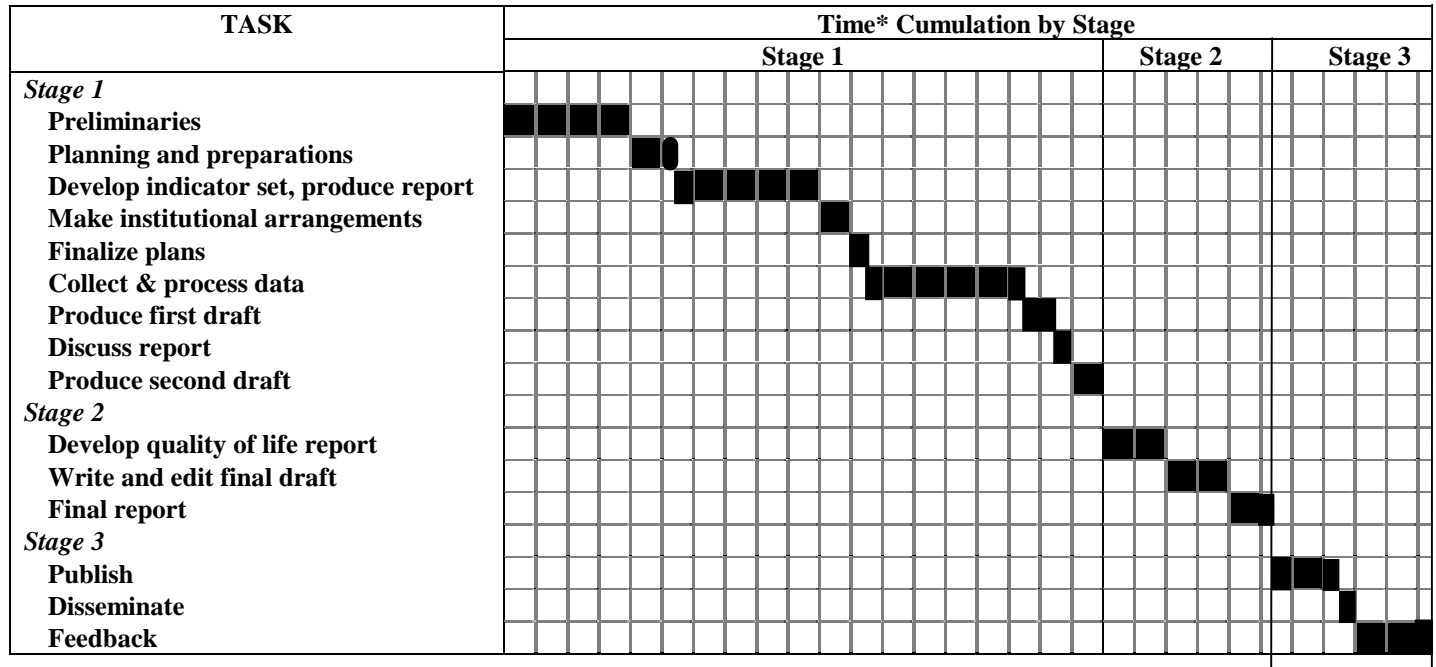 TASK
Time* Cumulation by Stage
Stage 1
Stage 2
Stage 3
Stage 1
Preliminaries
Planning and preparations
Develop indicator set, produce report
Make institutional arrangements
Finalize plans
Collect & process data
Produce first draft
Discuss report
Produce second draft
Stage 2
Develop quality of life report
Write and edit final draft
Final report
Stage 3
Publish
Disseminate
Feedback